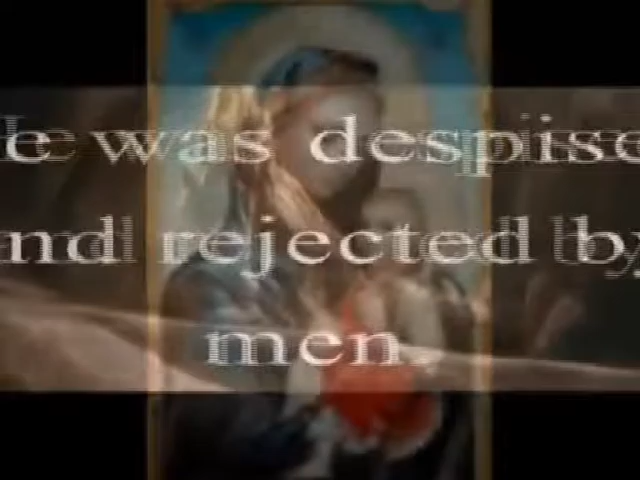 e was despise
nd rejected by
men.